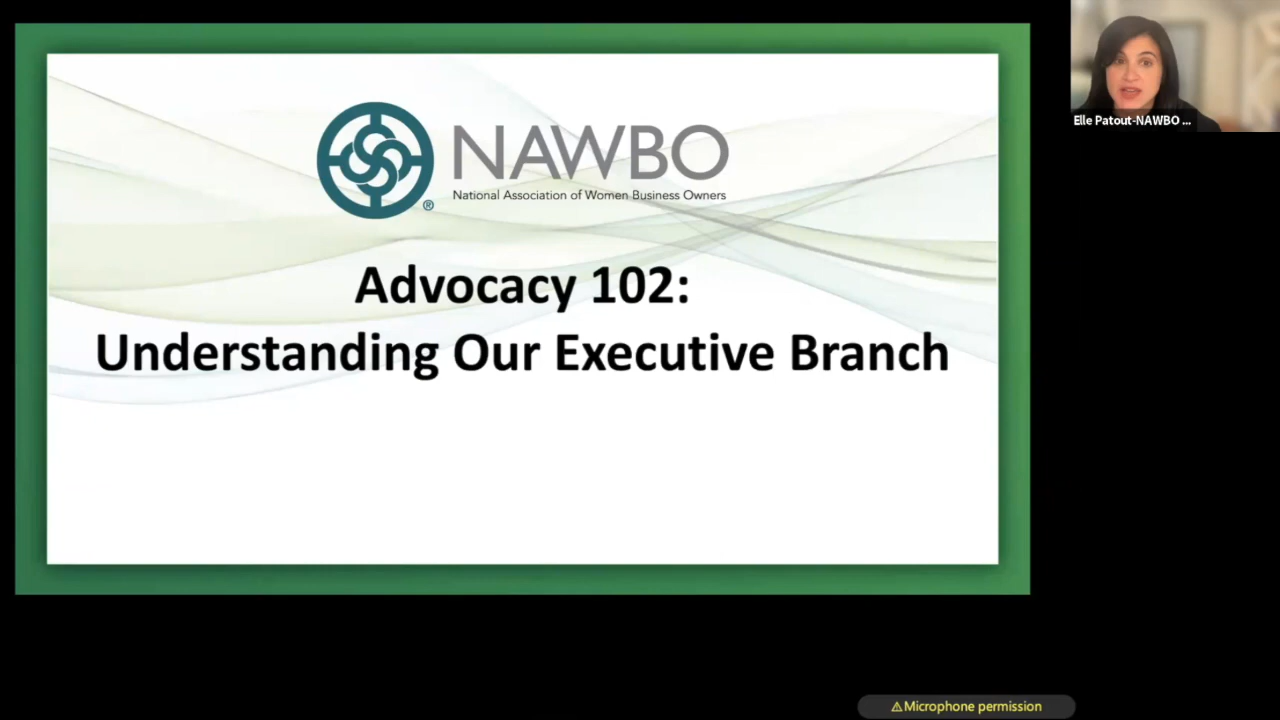 NAWBO
®
National Association of Women Business Owners
Advocacy 102:
Understanding Our Executive Branch
Elle Patout-NAWBO ...
⚠Microphone permission